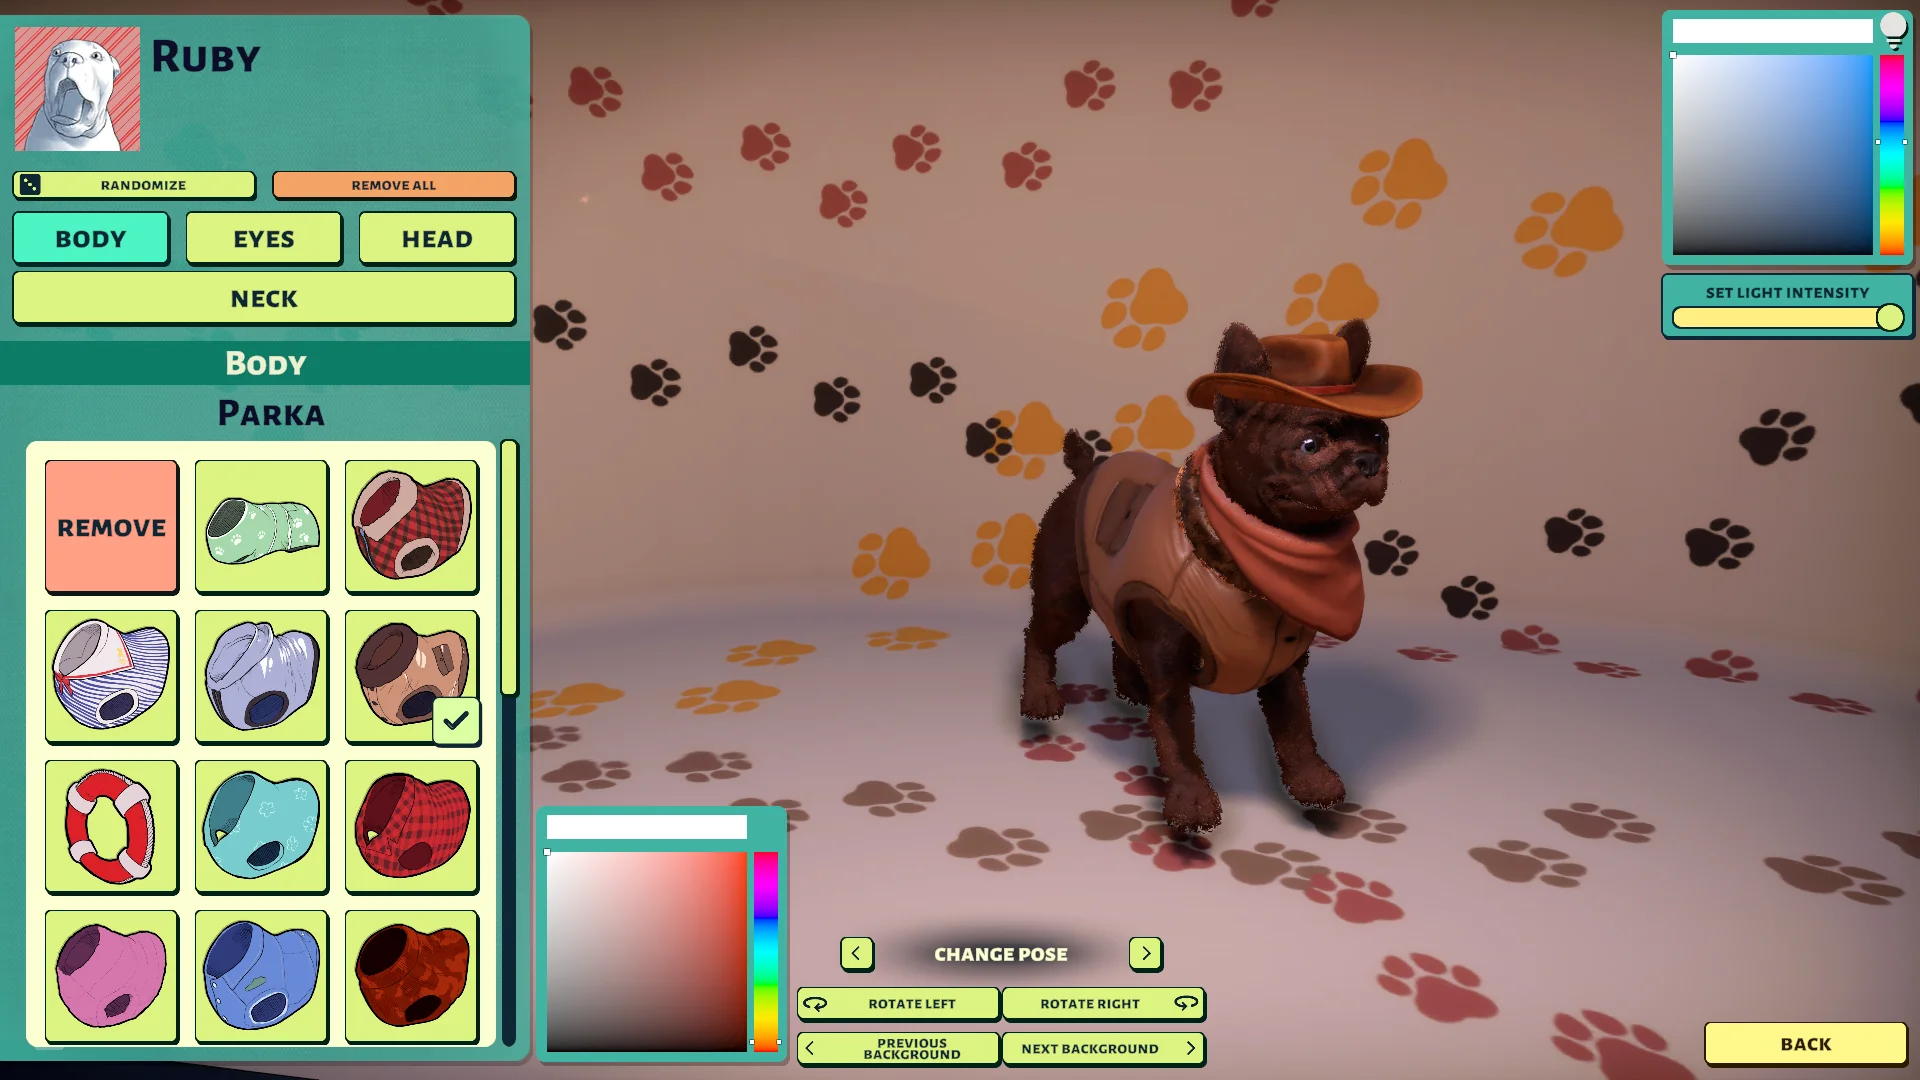 Ruby
RANDOMIZE
REMOVE ALL
BODY
EYES
HEAD
NECK
Body
Parka
REMOVE
SET LIGHT INTENSITY
CHANGE POSE
ROTATE LEFT
ROTATE RIGHT
PREVIOUS
BACKGROUND
NEXT BACKGROUND
BACK